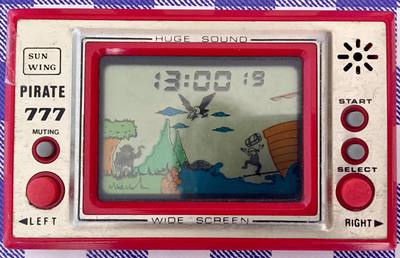 HUGE SOUND
SUN
WING
PIRATE
777
MUTING
13:00 19
START
SELECT
◄LEFT
WIDE SCREEN
RIGHT►